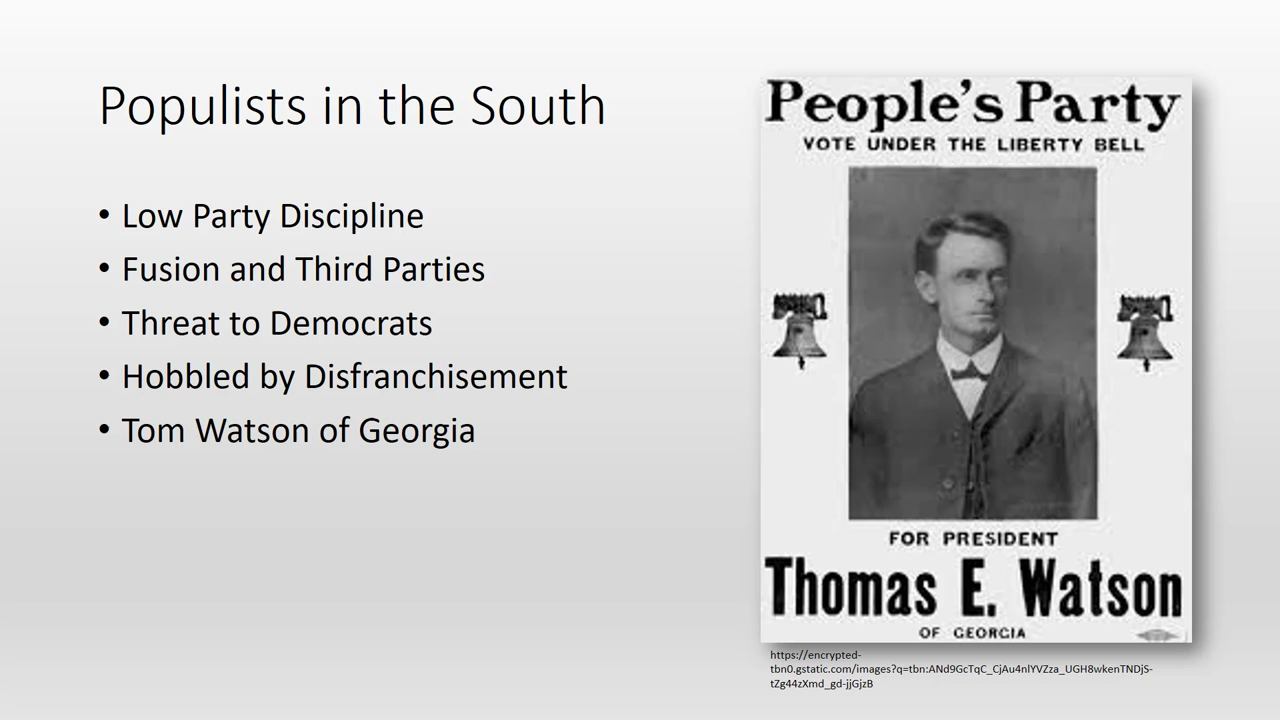 Populists in the South
• Low Party Discipline
• Fusion and Third Parties
• Threat to Democrats
• Hobbled by Disfranchisement
• Tom Watson of Georgia
People's Party
VOTE UNDER THE LIBERTY BELL
FOR PRESIDENT
Thomas E. Watson
OF GEORGIA
https://encrypted-
tbn0.gstatic.com/images?q=tbn:ANd9GcTqC_CjAu4nlYVZza_UGH8wkenTNDjS-
tZg44zXmd_gd-jjGjzB